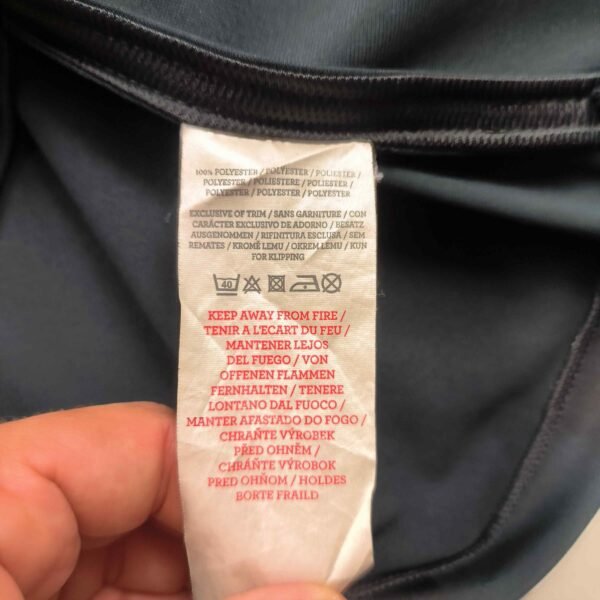 100% POLYESTER / POLYESTER / POLIESTER /
POLYESTER / POLIESTERE / POLIESTER /
POLYESTER / POLYESTER / POLYESTER
EXCLUSIVE OF TRIM / SANS GARNITURE / CON
CARÁCTER EXCLUSIVO DE ADORNO / BESATZ
AUSGENOMMEN / RIFINITURA ESCLUSA / SEM
REMATES / KROMĚ LEMU / OKREM LEMU / KUN
FOR KLIPPING
40
KEEP AWAY FROM FIRE /
TENIR A L'ECART DU FEU /
MANTENER LEJOS
DEL FUEGO / VON
OFFENEN FLAMMEN
FERNHALTEN / TENERE
LONTANO DAL FUOCO /
MANTER AFASTADO DO FOGO /
CHRAŇTE VÝROBEK
PŘED OHNĚM /
CHRÁŇTE VÝROBOK
PRED OHŇOM / HOLDES
BORTE FRAILD